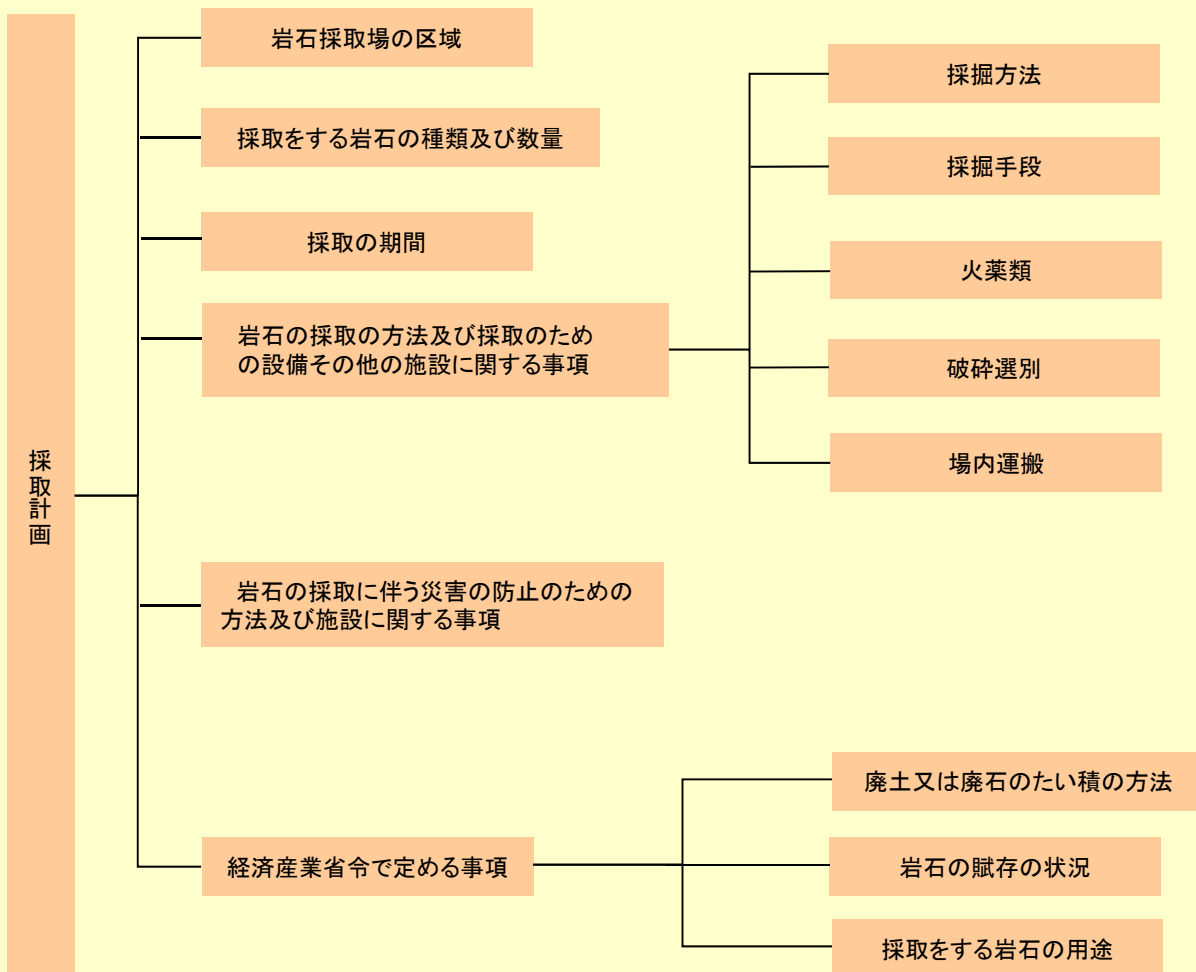 採取計画
岩石採取場の区域
採取をする岩石の種類及び数量
採取の期間
岩石の採取の方法及び採取のため
の設備その他の施設に関する事項
採掘方法
採掘手段
火薬類
破砕選別
場内運搬
岩石の採取に伴う災害の防止のための
方法及び施設に関する事項
経済産業省令で定める事項
廃土又は廃石のたい積の方法
岩石の賦存の状況
採取をする岩石の用途